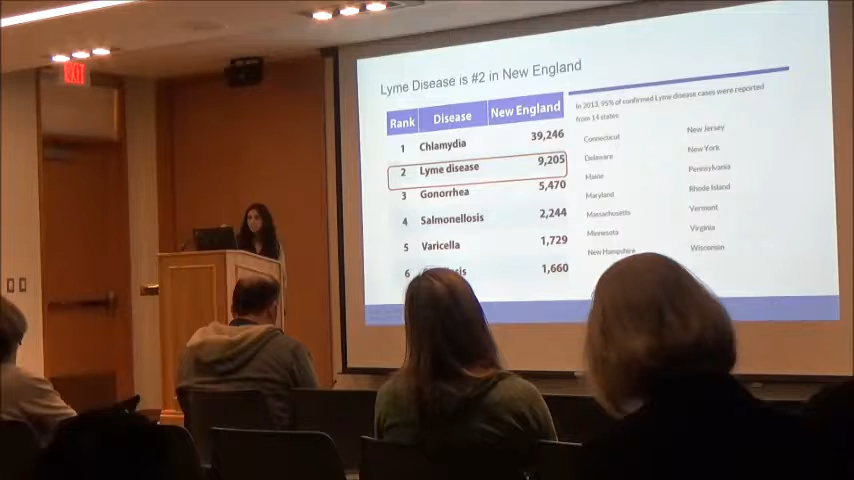 EXIT
Lyme Disease is #2 in New England
Rank Disease New England
1 Chlamydia 39,246
2 Lyme disease 9,205
3 Gonorrhea 5,470
4 Salmonellosis 2,244
5 Varicella 1,729
6 1,660
In 2013, 95% of confirmed Lyme disease cases were reported
from 14 states
Connecticut
Delaware
Maine
Maryland
Massachusetts
Minnesota
New Hampshire
New Jersey
New York
Pennsylvania
Rhode Island
Vermont
Virginia
Wisconsin